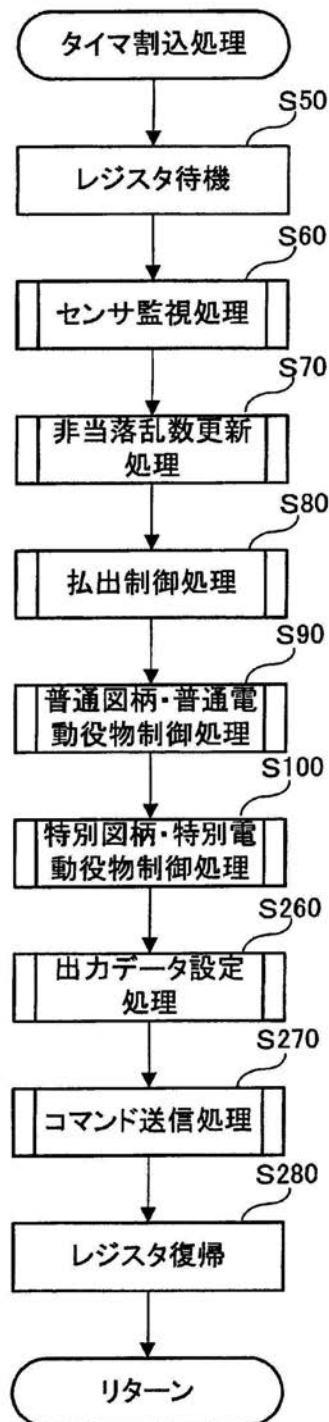 タイマ割込処理
S50
レジスタ待機
S60
センサ監視処理
S70
非当落乱数更新
処理
S80
払出制御処理
S90
普通図柄・普通電
動役物制御処理
S100
特別図柄・特別電
動役物制御処理
S260
出力データ設定
処理
S270
コマンド送信処理
S280
レジスタ復帰
リターン